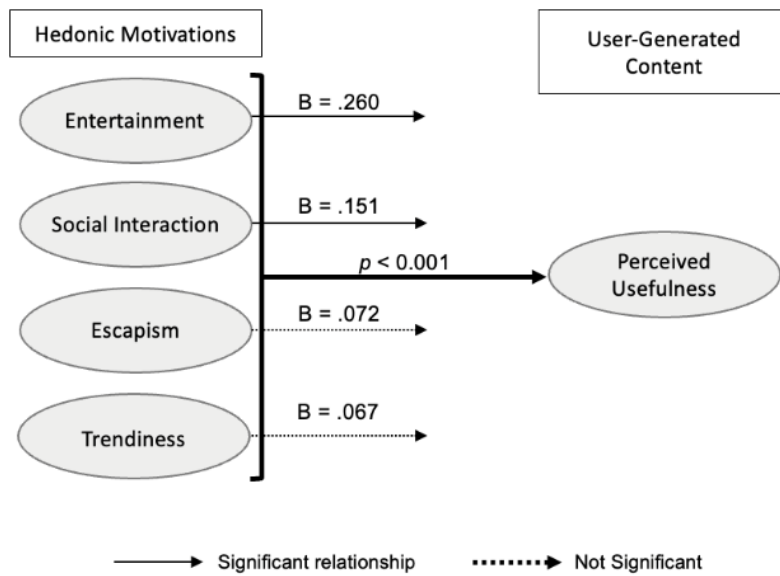 Hedonic Motivations
User-Generated
Content
Entertainment
B = .260
Social Interaction
B = .151
p < 0.001
Perceived
Usefulness
Escapism
B = .072
Trendiness
B = .067
Significant relationship
Not Significant